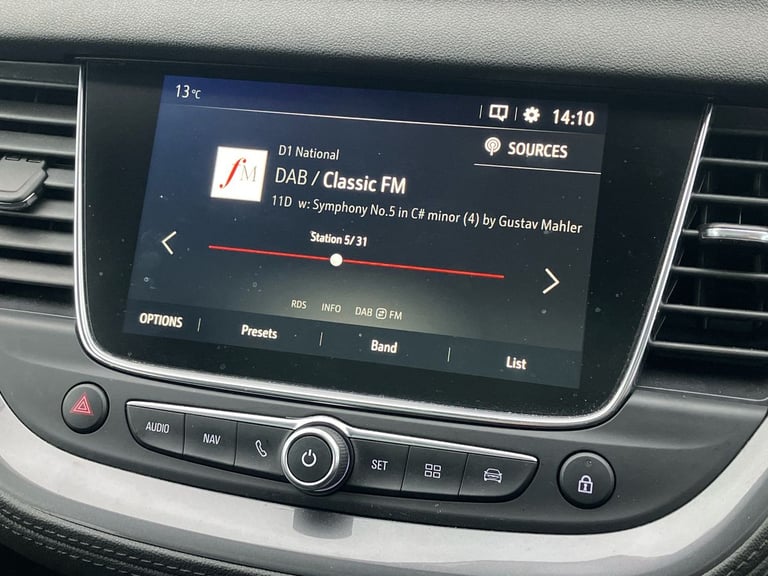 13°C
14:10
SOURCES
D1 National
fM
DAB / Classic FM
11D w: Symphony No.5 in C# minor (4) by Gustav Mahler
Station 5/31
RDS INFO DAB FM
OPTIONS Presets Band List
AUDIO NAV SET